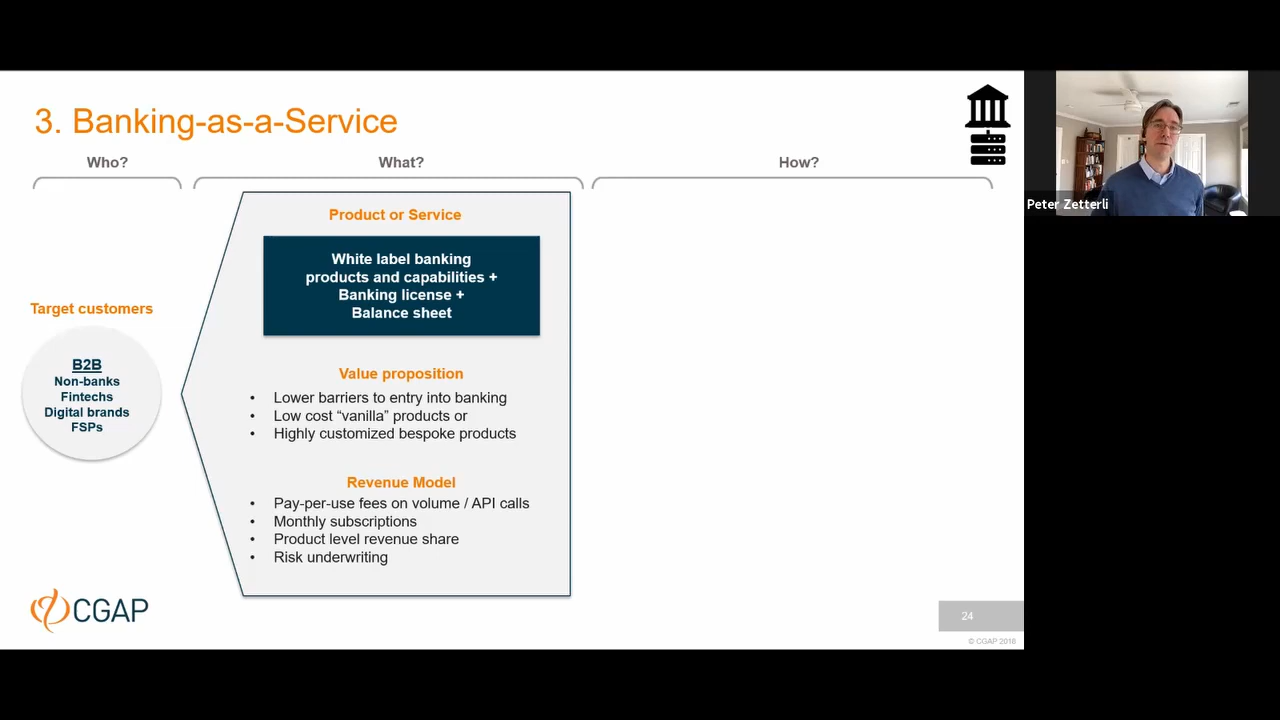 3. Banking-as-a-Service
Who?
What?
How?
Target customers
B2B
Non-banks
Fintechs
Digital brands
FSPs
Product or Service
White label banking
products and capabilities +
Banking license +
Balance sheet
Value proposition
• Lower barriers to entry into banking
• Low cost “vanilla” products or
• Highly customized bespoke products
Revenue Model
• Pay-per-use fees on volume / API calls
• Monthly subscriptions
• Product level revenue share
• Risk underwriting
CGAP
24
© CGAP 2018
Peter Zetterli